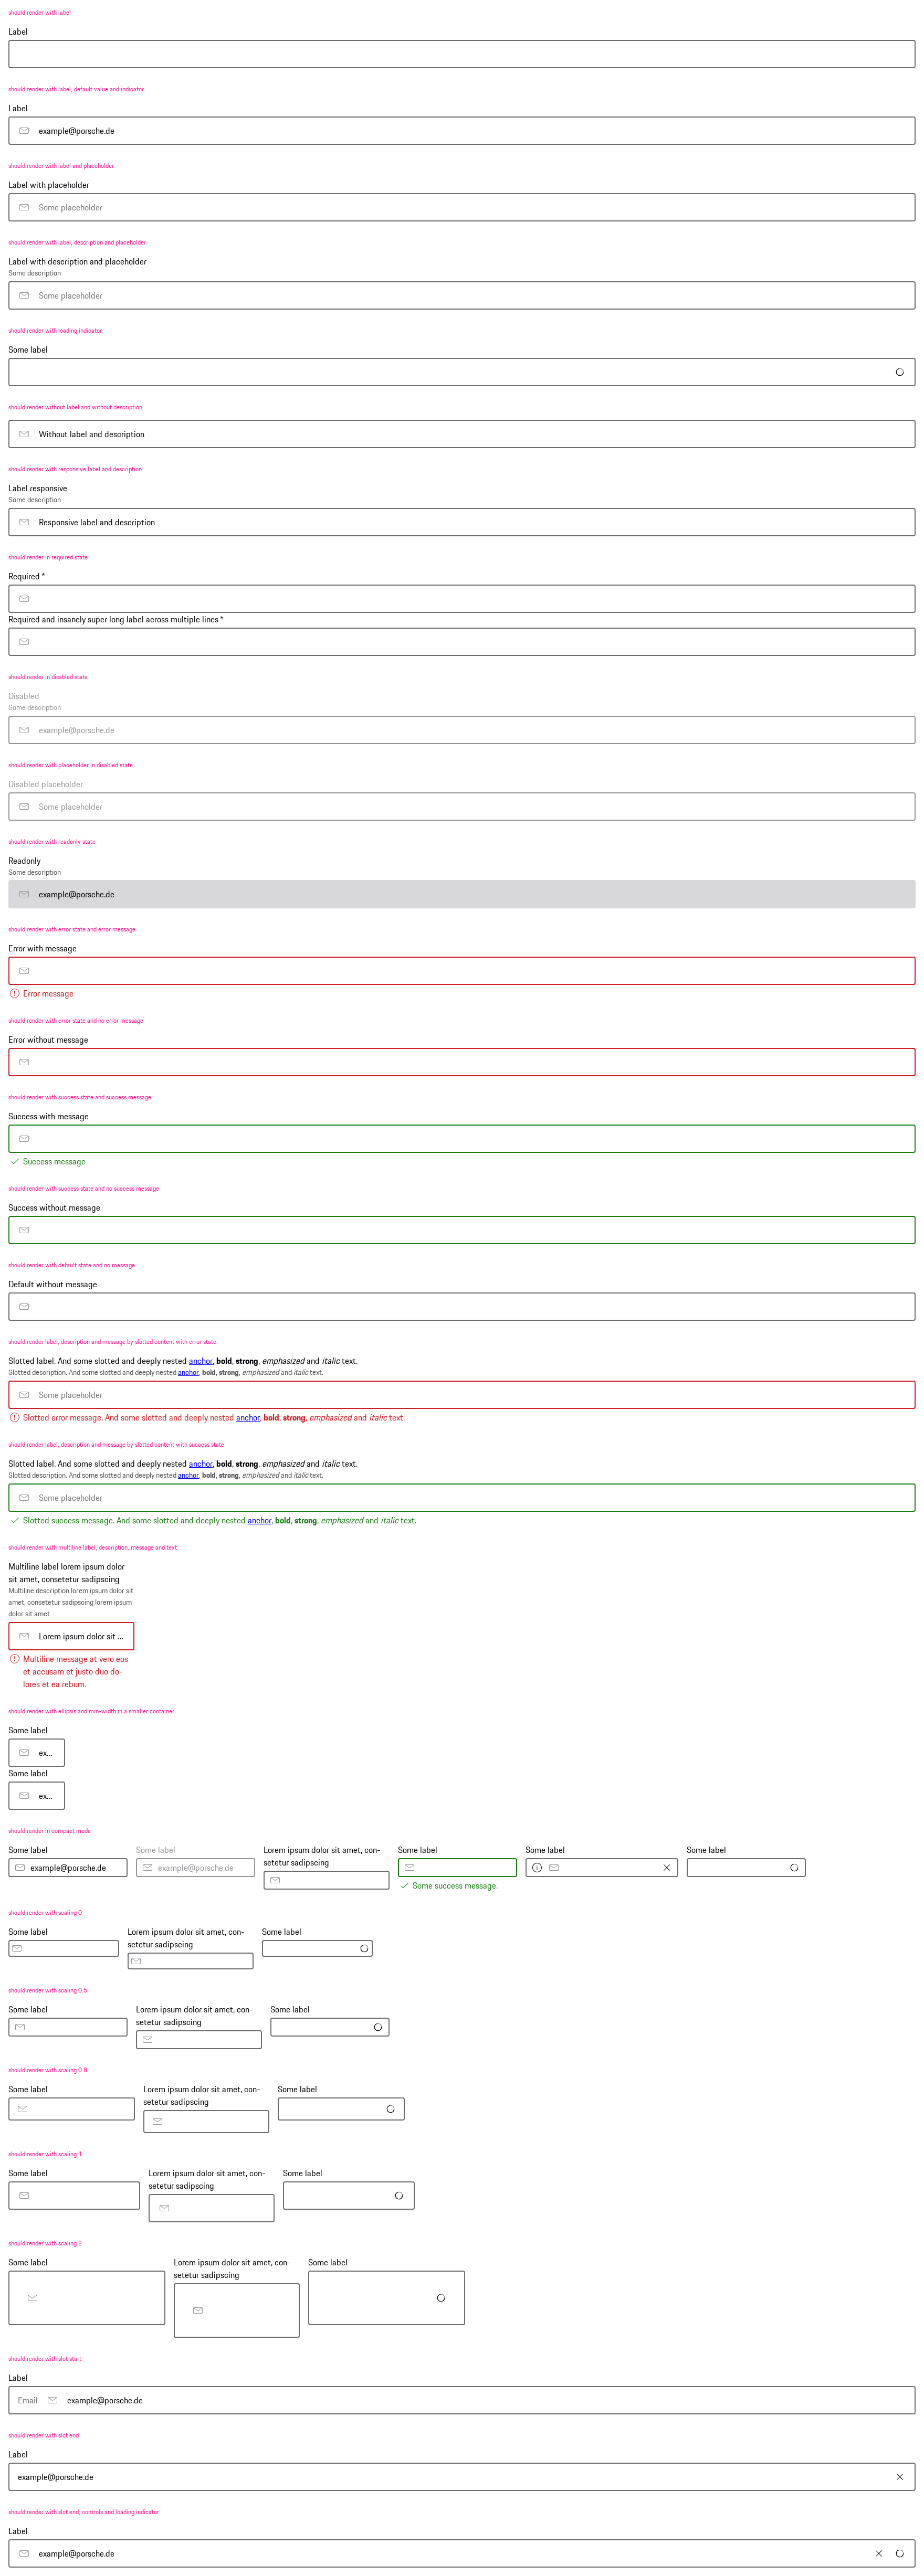 should render with label
Label
should render with label, default value and indicator
Label
example@porsche.de
should render with label and placeholder
Label with placeholder
Some placeholder
should render with label, description and placeholder
Label with description and placeholder
Some description
Some placeholder
should render with loading indicator
Some label
should render without label and without description
Without label and description
should render with responsive label and description
Label responsive
Some description
Responsive label and description
should render in required state
Required *
Required and insanely super long label across multiple lines *
should render in disabled state
Disabled
Some description
example@porsche.de
should render with placeholder in disabled state
Disabled placeholder
Some placeholder
should render with readonly state
Readonly
Some description
example@porsche.de
should render with error state and error message
Error with message
Error message
should render with error state and no error message
Error without message
should render with success state and success message
Success with message
Success message
should render with success state and no success message
Success without message
should render with default state and no message
Default without message
should render label, description and message by slotted content with error state
Slotted label. And some slotted and deeply nested anchor, bold, strong, emphasized and italic text.
Slotted description. And some slotted and deeply nested anchor, bold, strong, emphasized and italic text.
Some placeholder
Slotted error message. And some slotted and deeply nested anchor, bold, strong, emphasized and italic text.
should render label, description and message by slotted content with success state
Slotted label. And some slotted and deeply nested anchor, bold, strong, emphasized and italic text.
Slotted description. And some slotted and deeply nested anchor, bold, strong, emphasized and italic text.
Some placeholder
Slotted success message. And some slotted and deeply nested anchor, bold, strong, emphasized and italic text.
should render with multiline label, description, message and text
Multiline label lorem ipsum dolor
sit amet, consetetur sadipscing
Multiline description lorem ipsum dolor sit
amet, consetetur sadipscing lorem ipsum
dolor sit amet
Lorem ipsum dolor sit ...
Multiline message at vero eos
et accusam et justo duo do-
lores et ea rebum.
should render with ellipsis and min-width in a smaller container
Some label
ex...
Some label
ex...
should render in compact mode
Some label
example@porsche.de
Some label
example@porsche.de
Lorem ipsum dolor sit amet, con-
setetur sadipscing
Some label
Some success message.
Some label
Some label
should render with scaling 0
Some label
Lorem ipsum dolor sit amet, con-
setetur sadipscing
Some label
should render with scaling 0.5
Some label
Lorem ipsum dolor sit amet, con-
setetur sadipscing
Some label
should render with scaling 0.8
Some label
Lorem ipsum dolor sit amet, con-
setetur sadipscing
Some label
should render with scaling 1
Some label
Lorem ipsum dolor sit amet, con-
setetur sadipscing
Some label
should render with scaling 2
Some label
Lorem ipsum dolor sit amet, con-
setetur sadipscing
Some label
should render with slot start
Label
Email example@porsche.de
should render with slot end
Label
example@porsche.de
should render with slot end, controls and loading indicator
Label
example@porsche.de